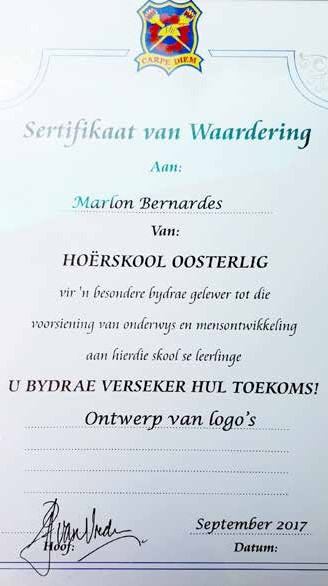 CARPE DIEM
Sertifikaat van Waardering
Aan:
Marlon Bernardes
Van:
HOËRSKOOL OOSTERLIG
vir 'n besondere bydrae gelewer tot die
voorsiening van onderwys en mensontwikkeling
aan hierdie skool se leerlinge
U BYDRAE VERSEKER HUL TOEKOMS!
Ontwerp van logo's
September 2017
Hoof:
Datum: